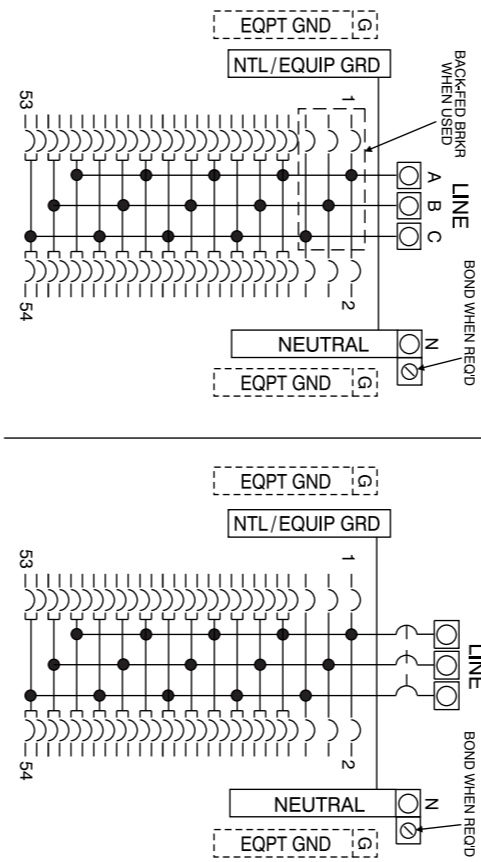 EQPT GND G
NTL/EQUIP GRD
BACK-FED BRKR
WHEN USED
53
1
A
B
C
LINE
54
2
BOND WHEN REQ'D
NEUTRAL
N
EQPT GND G
EQPT GND G
NTL/EQUIP GRD
53
1
LINE
54
2
BOND WHEN REQ'D
NEUTRAL
N
EQPT GND G